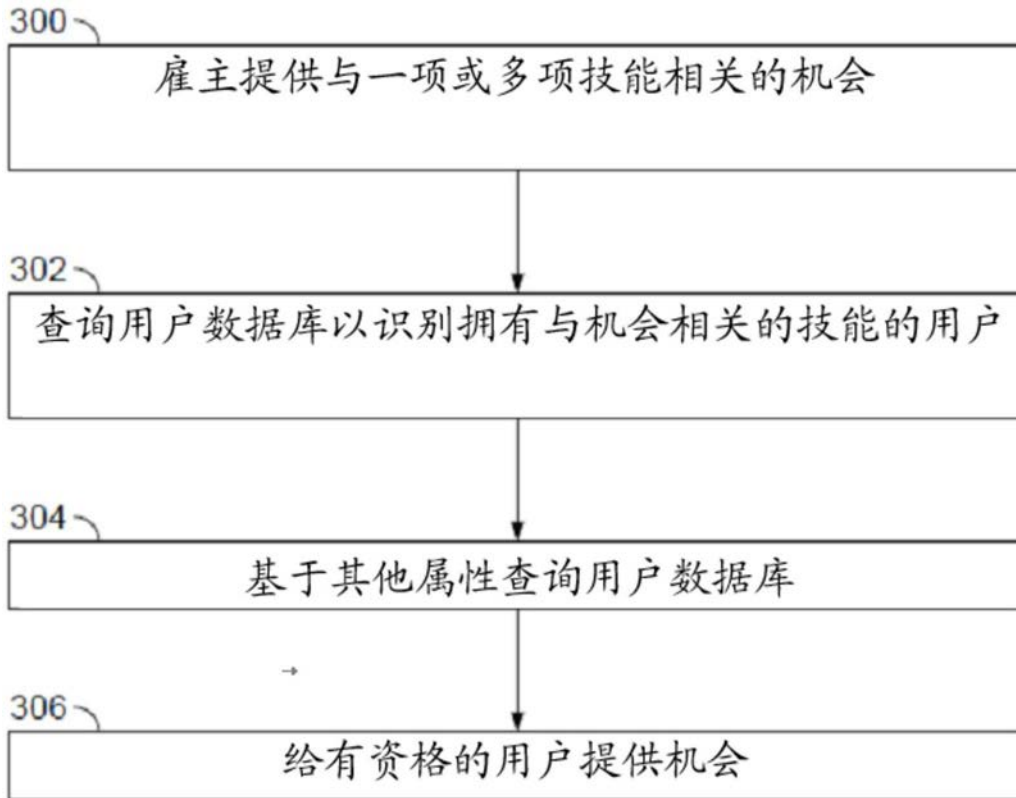 300
雇主提供与一项或多项技能相关的机会
302
查询用户数据库以识别拥有与机会相关的技能的用户
304
基于其他属性查询用户数据库
306
给有资格的用户提供机会